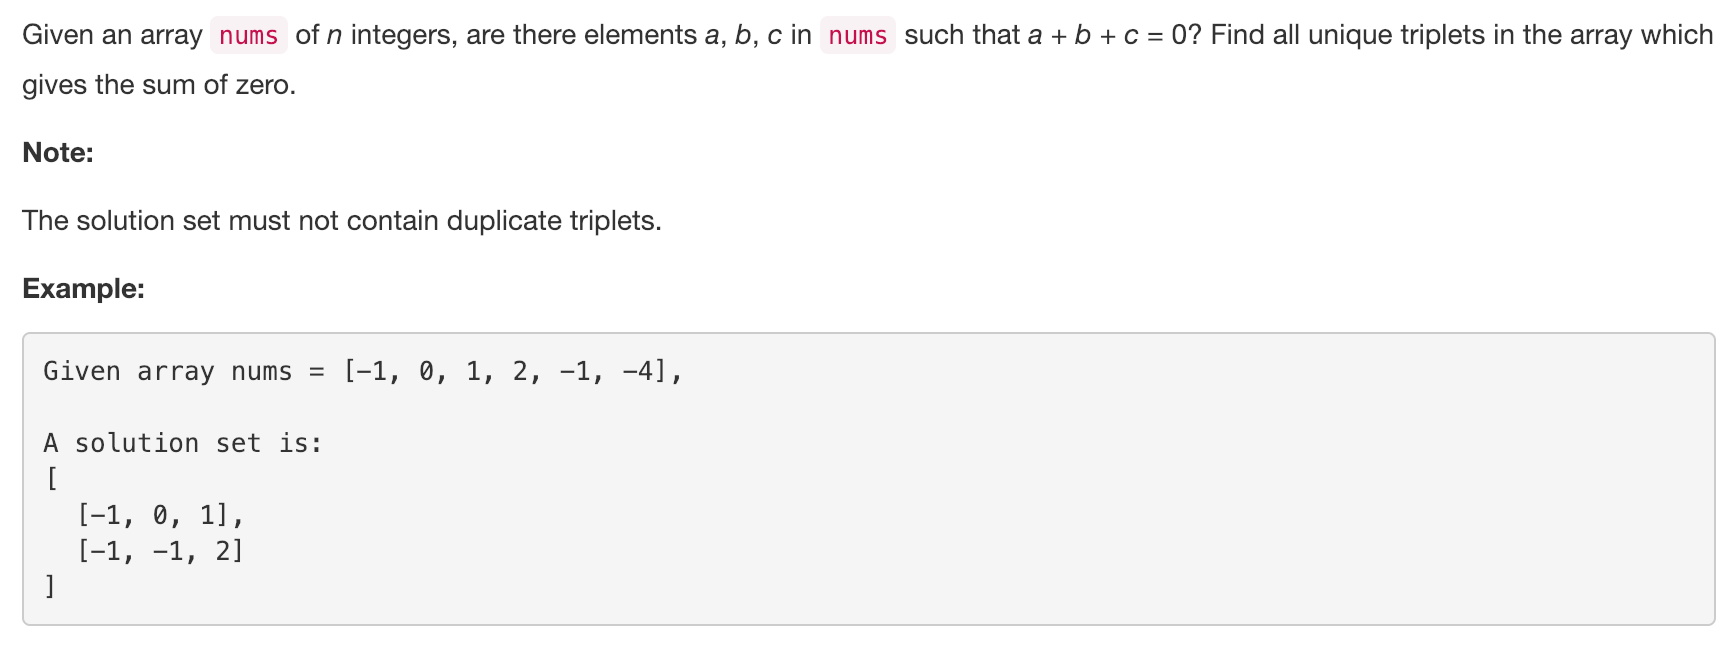 Given an array nums of n integers, are there elements a, b, c in nums such that a + b + c = 0? Find all unique triplets in the array which
gives the sum of zero.
Note:
The solution set must not contain duplicate triplets.
Example:
Given array nums = [-1, 0, 1, 2, -1, -4],
A solution set is:
[
[-1, 0, 1],
[-1, -1, 2]
]